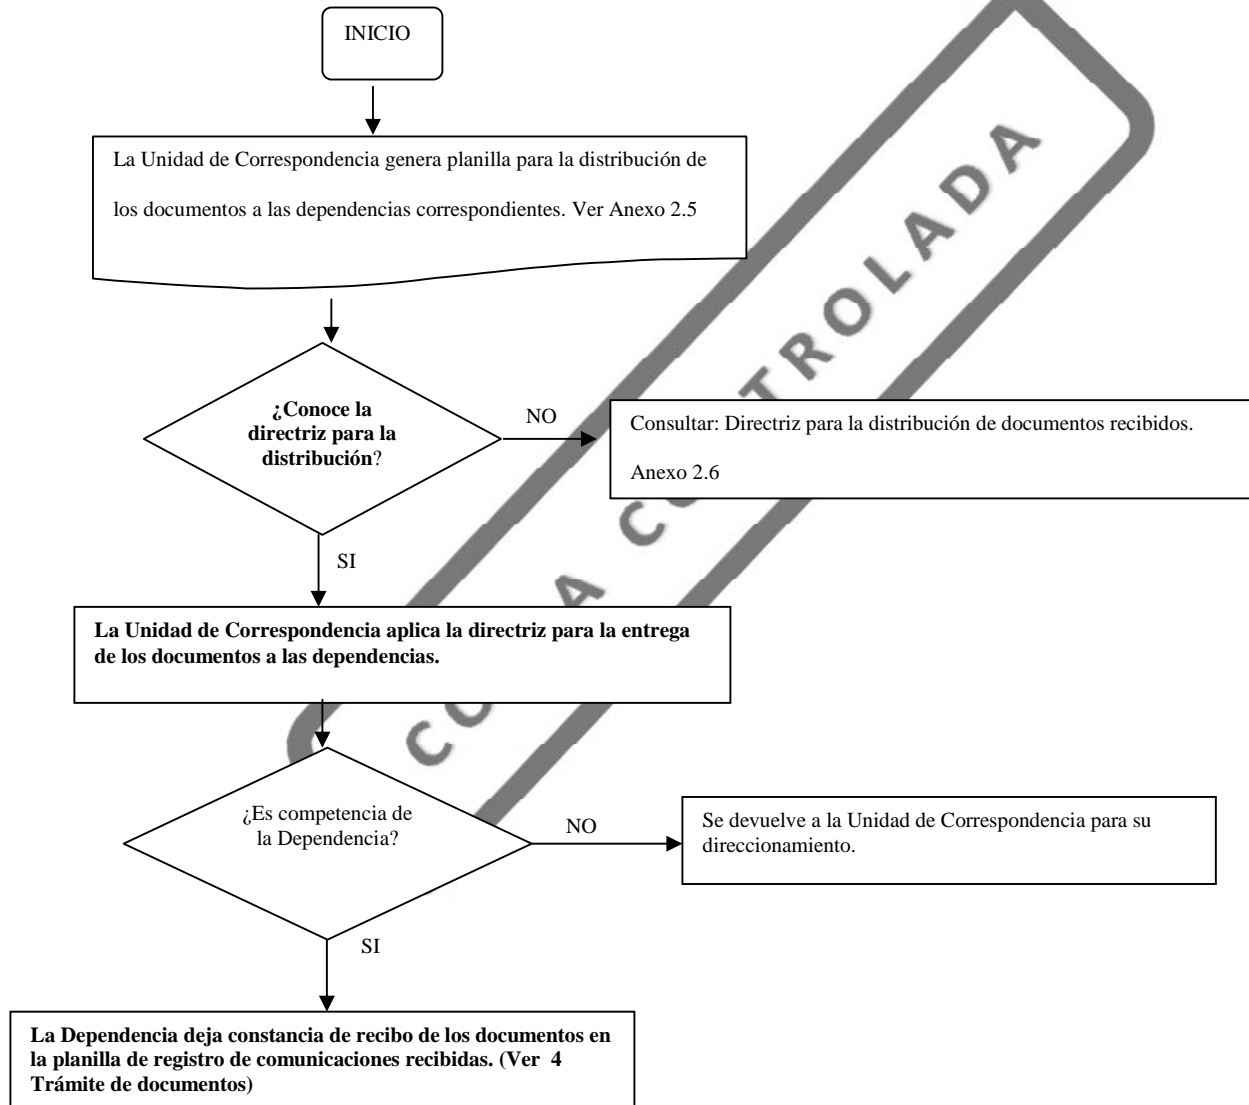 INICIO
La Unidad de Correspondencia genera planilla para la distribución de
los documentos a las dependencias correspondientes. Ver Anexo 2.5
¿Conoce la
directriz para la
distribución?
NO
Consultar: Directriz para la distribución de documentos recibidos.
Anexo 2.6
SI
La Unidad de Correspondencia aplica la directriz para la entrega
de los documentos a las dependencias.
¿Es competencia de
la Dependencia?
NO
Se devuelve a la Unidad de Correspondencia para su
direccionamiento.
SI
La Dependencia deja constancia de recibo de los documentos en
la planilla de registro de comunicaciones recibidas. (Ver 4
Trámite de documentos)